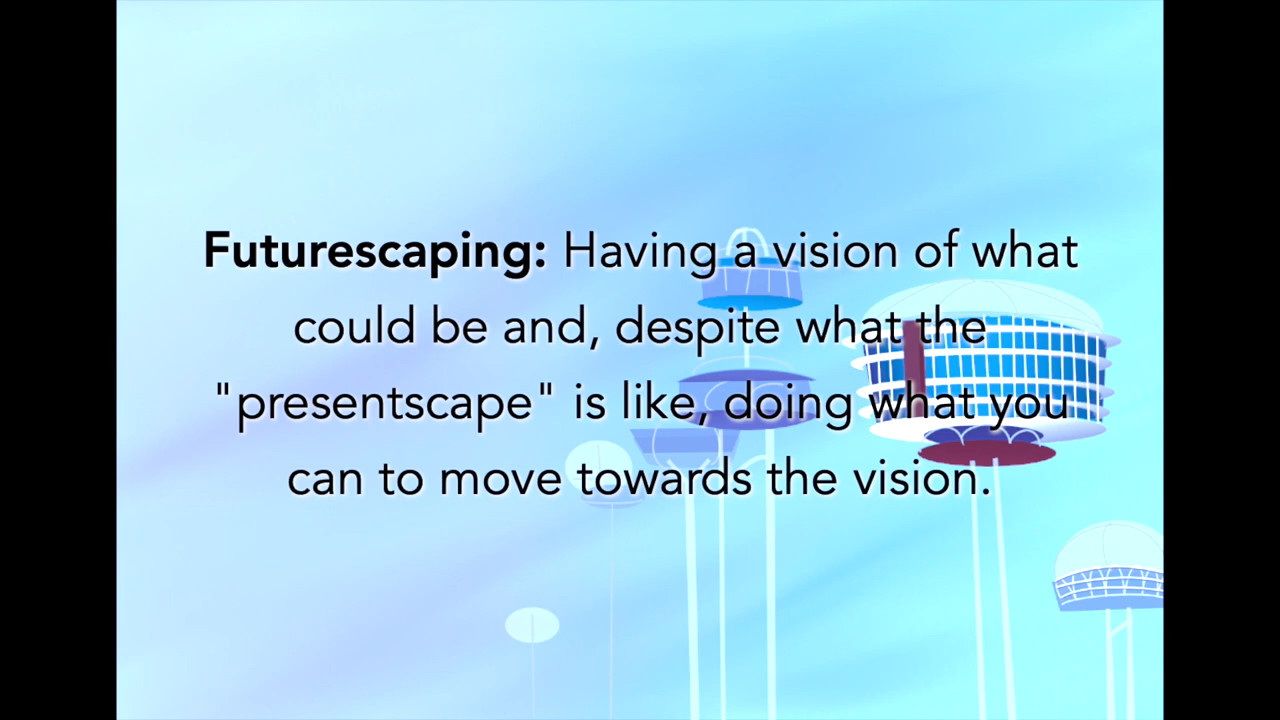 Futurescaping: Having a vision of what
could be and, despite what the
"presentscape" is like, doing what you
can to move towards the vision.